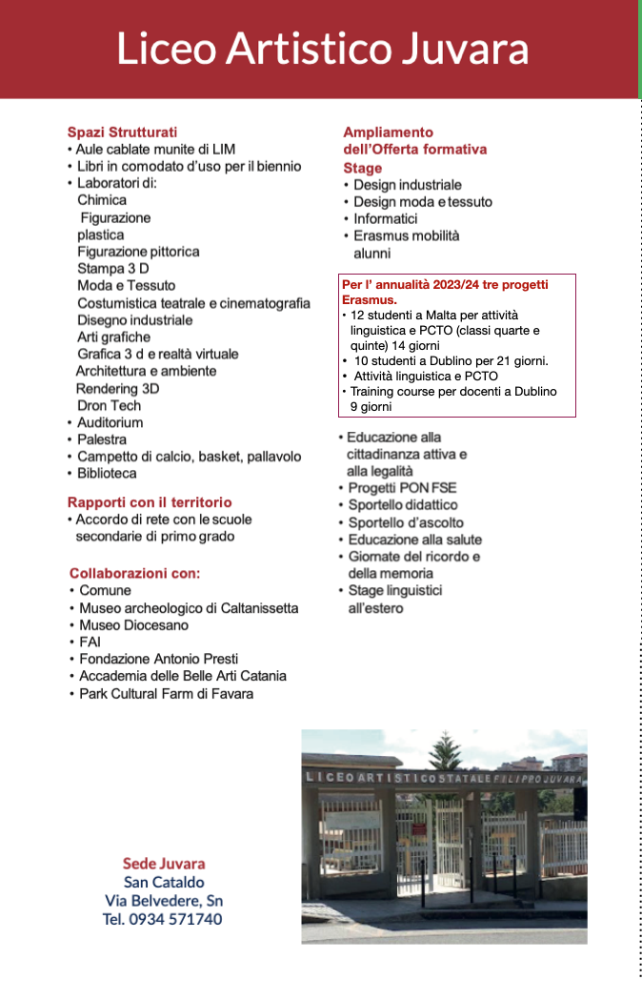 Liceo Artistico Juvara
Spazi Strutturati
• Aule cablate munite di LIM
• Libri in comodato d'uso per il biennio
• Laboratori di:
Chimica
Figurazione
plastica
Figurazione pittorica
Stampa 3 D
Moda e Tessuto
Costumistica teatrale e cinematografia
Disegno industriale
Arti grafiche
Grafica 3 d e realtà virtuale
Architettura e ambiente
Rendering 3D
Dron Tech
• Auditorium
• Palestra
• Campetto di calcio, basket, pallavolo
• Biblioteca
Rapporti con il territorio
• Accordo di rete con le scuole
secondarie di primo grado
Collaborazioni con:
• Comune
• Museo archeologico di Caltanissetta
• Museo Diocesano
• FAI
• Fondazione Antonio Presti
• Accademia delle Belle Arti Catania
• Park Cultural Farm di Favara
Ampliamento
dell'Offerta formativa
Stage
• Design industriale
• Design moda e tessuto
• Informatici
• Erasmus mobilità
alunni
Per l' annualità 2023/24 tre progetti
Erasmus.
• 12 studenti a Malta per attività
linguistica e PCTO (classi quarte e
quinte) 14 giorni
• 10 studenti a Dublino per 21 giorni.
• Attività linguistica e PCTO
• Training course per docenti a Dublino
9 giorni
• Educazione alla
cittadinanza attiva e
alla legalità
• Progetti PON FSE
• Sportello didattico
• Sportello d'ascolto
• Educazione alla salute
• Giornate del ricordo e
della memoria
• Stage linguistici
all'estero
LICEO ARTISTICO STATALE FILIPPO JUVARA
Sede Juvara
San Cataldo
Via Belvedere, Sn
Tel. 0934 571740